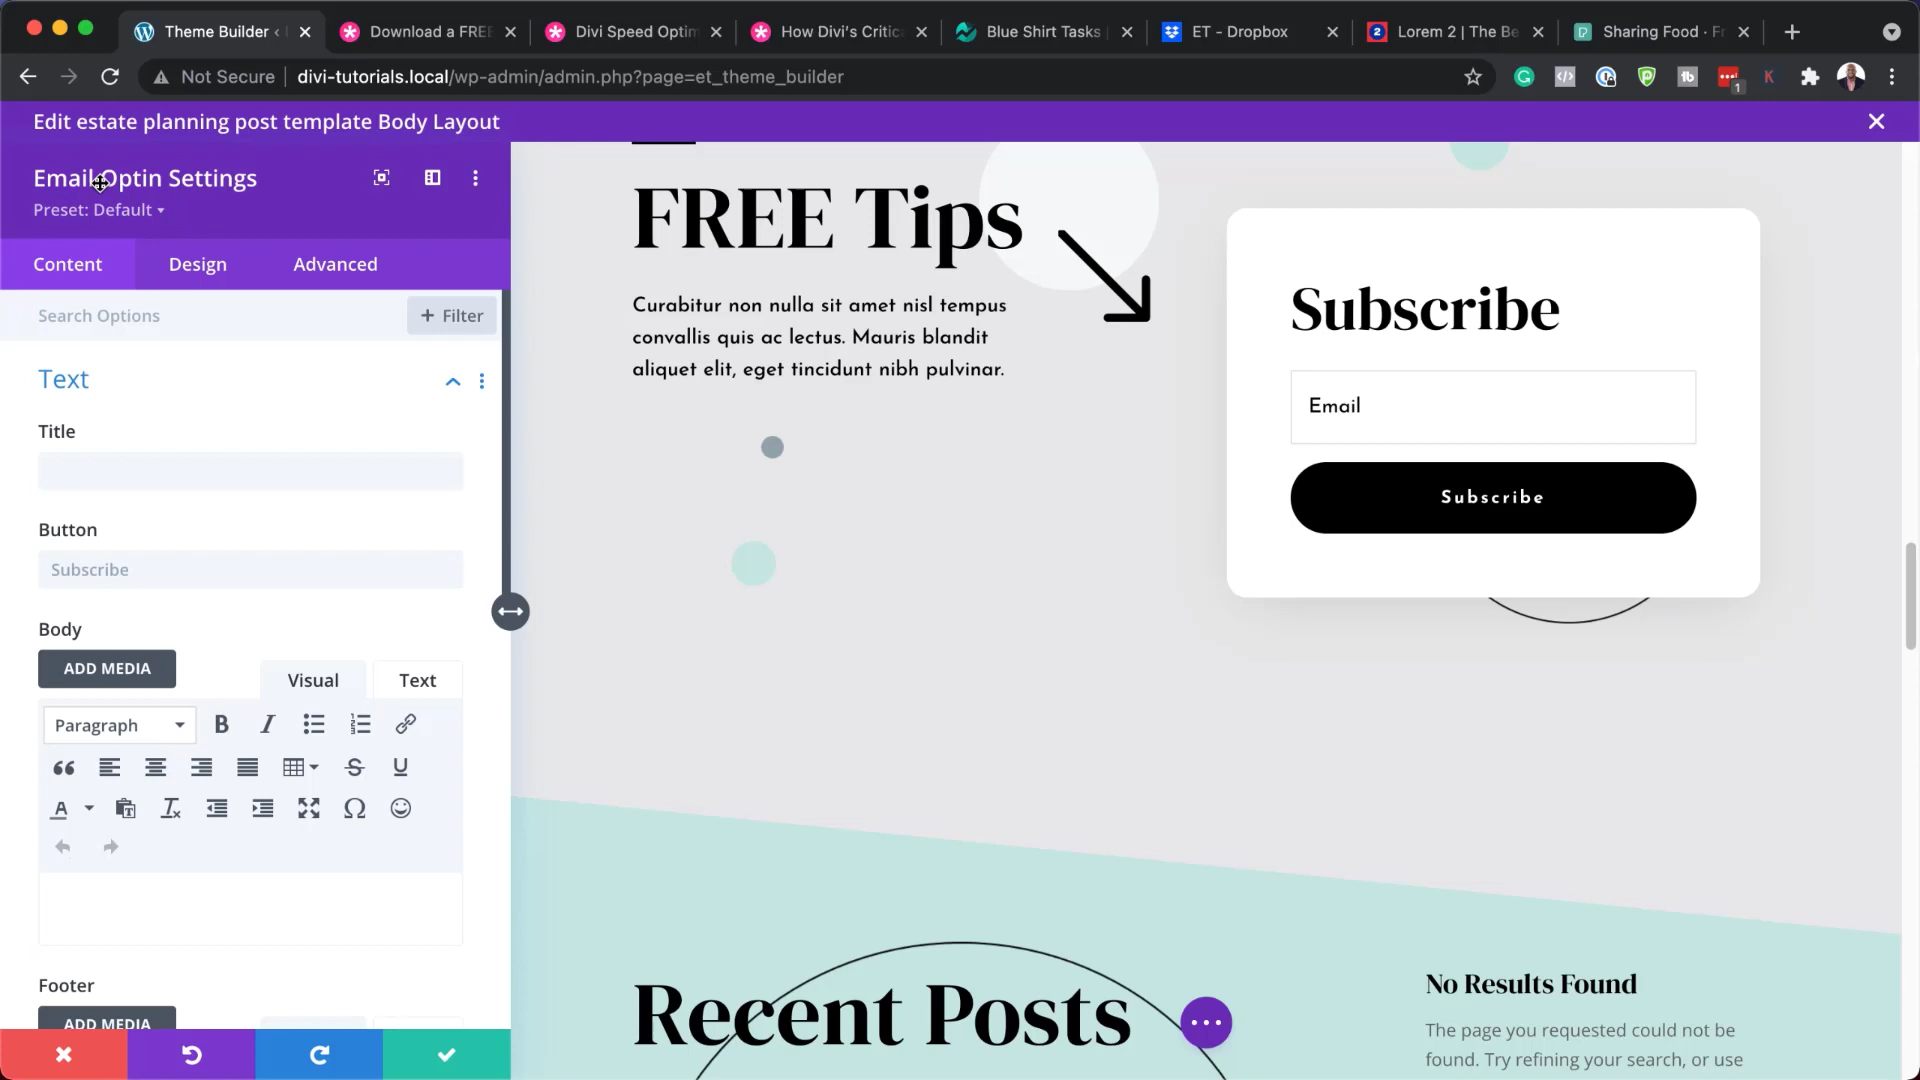 Theme Builder ‹
Download a FREE
Divi Speed Optim
How Divi's Critic
Blue Shirt Tasks
ET - Dropbox
Lorem 2 | The Be
Sharing Food · Fr
Not Secure
divi-tutorials.local/wp-admin/admin.php?page=et_theme_builder
1
Edit estate planning post template Body Layout
Email Optin Settings
Preset: Default
Content
Design
Advanced
Search Options
+ Filter
Text
Title
Button
Subscribe
Body
ADD MEDIA
Visual
Text
Paragraph
Footer
ADD MEDIA
FREE Tips
Curabitur non nulla sit amet nisl tempus
convallis quis ac lectus. Mauris blandit
aliquet elit, eget tincidunt nibh pulvinar.
Subscribe
Email
Subscribe
Recent Posts
No Results Found
The page you requested could not be
found. Try refining your search, or use